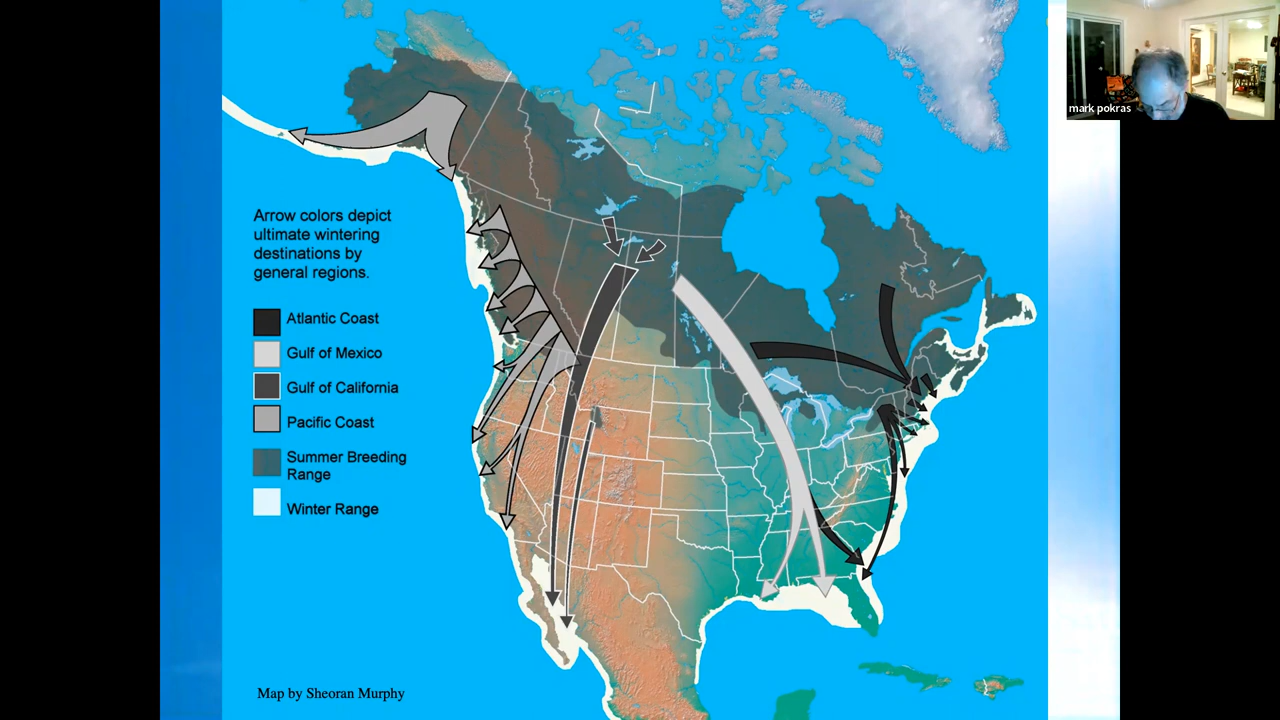 mark pokras
Arrow colors depict
ultimate wintering
destinations by
general regions.
Atlantic Coast
Gulf of Mexico
Gulf of California
Pacific Coast
Summer Breeding
Range
Winter Range
Map by Sheoran Murphy